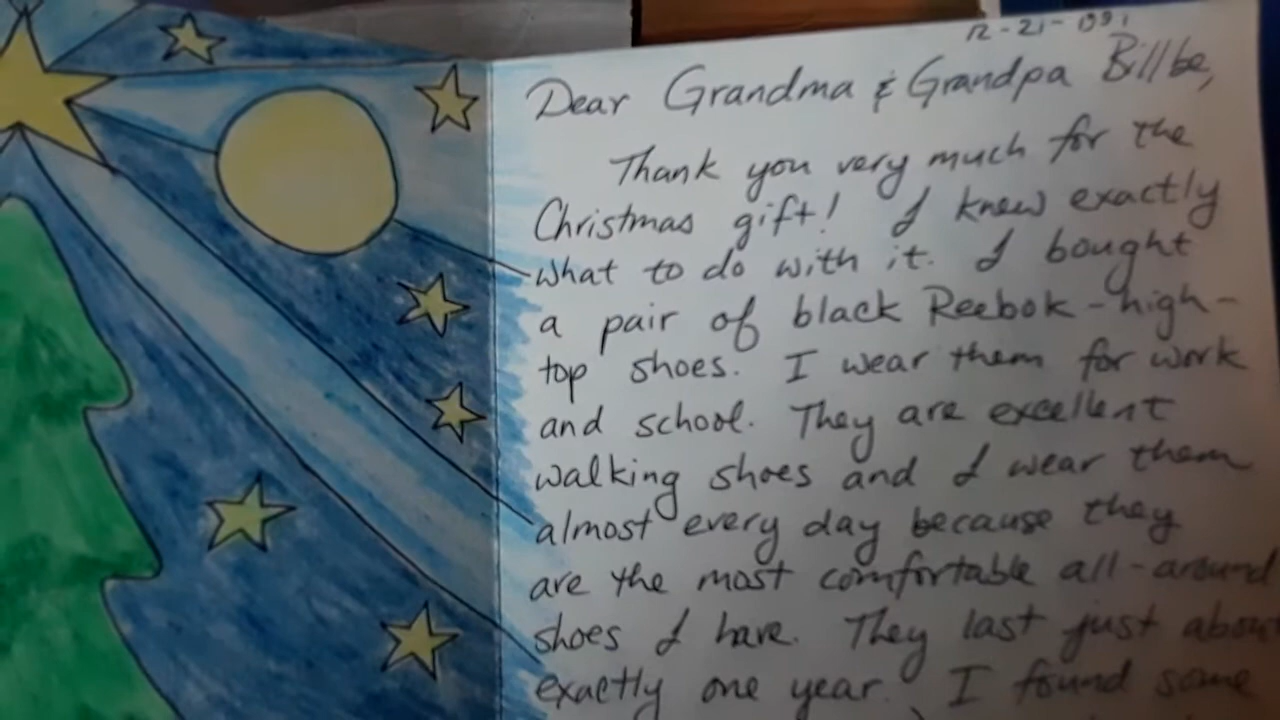 12-21-1991
Dear Grandma & Grandpa Billbe,
Thank you very much for the
Christmas gift! I knew exactly
what to do with it. I bought
a pair of black Reebok-high-
top shoes. I wear them for work
and school. They are excellent
walking shoes and I wear them
almost every day because they
are the most comfortable all-around
shoes I have. They last just about
exactly one year. I found some